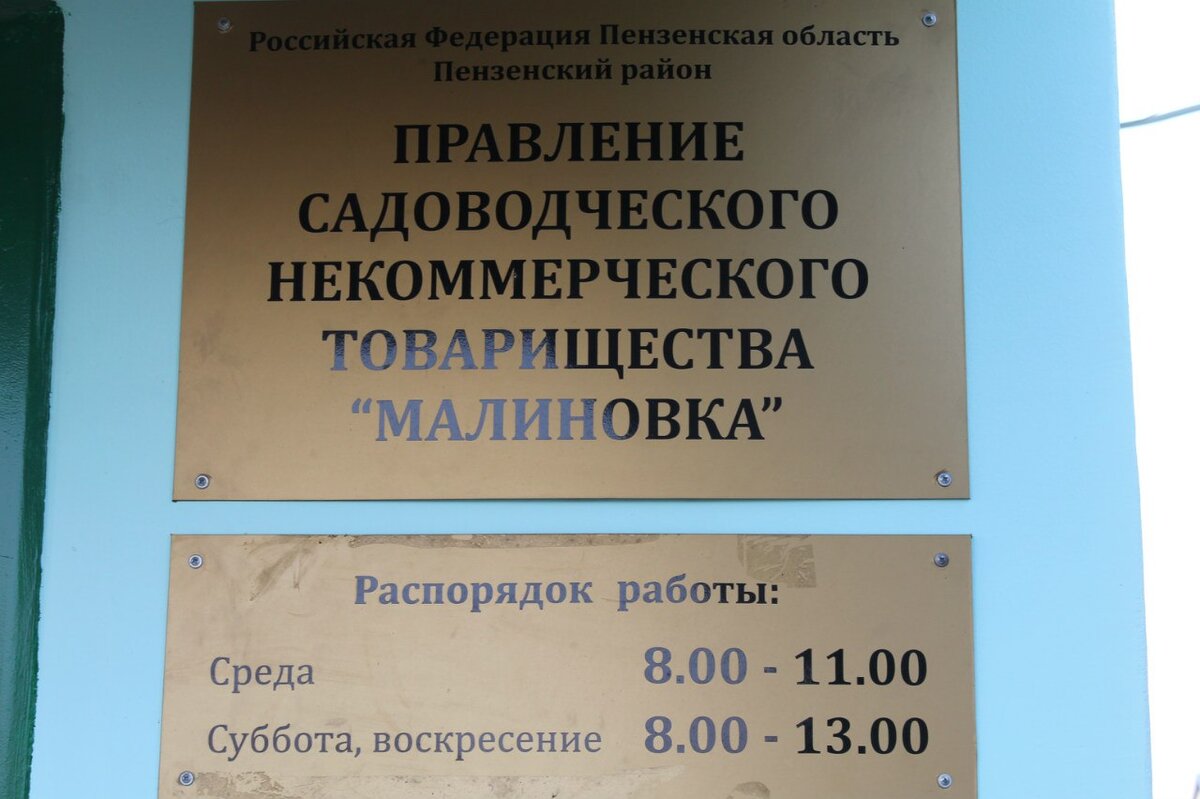 Российская Федерация Пензенская область
Пензенский район
ПРАВЛЕНИЕ
САДОВОДЧЕСКОГО
НЕКОММЕРЧЕСКОГО
ТОВАРИЩЕСТВА
“МАЛИНОВКА”
Распорядок работы:
Среда 8.00 - 11.00
Суббота, воскресение 8.00 - 13.00